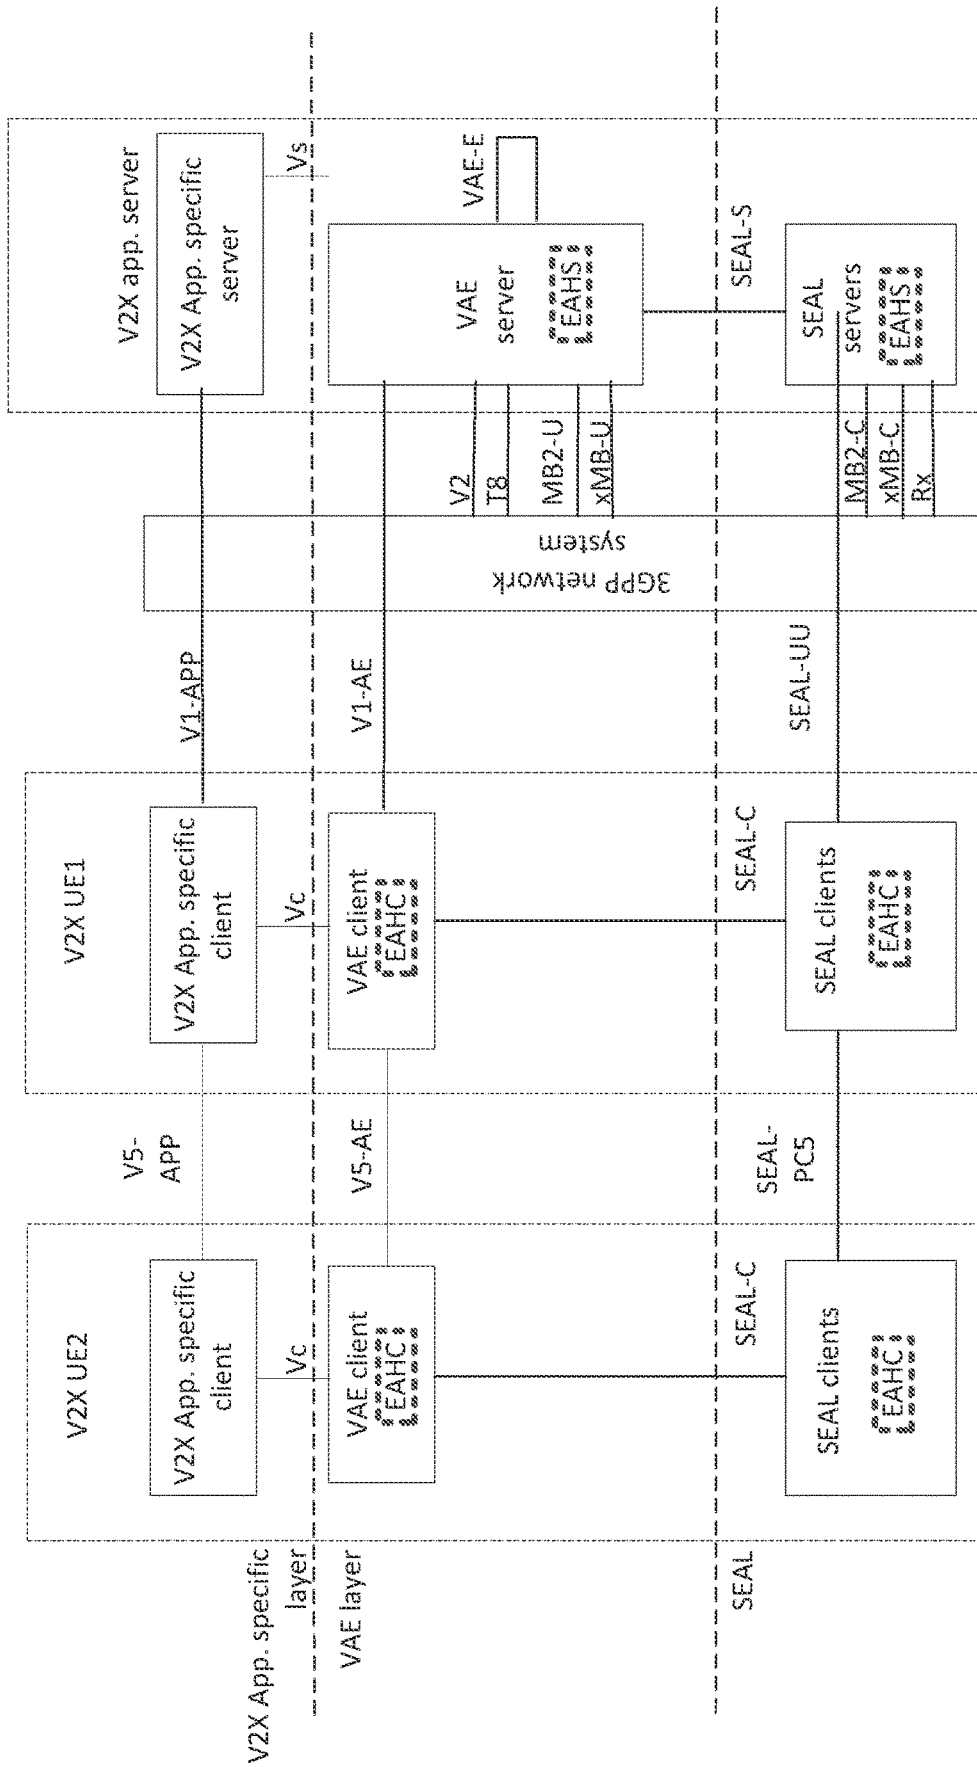 V2X UE2
V2X App. specific
client
Vc
VAE client
EAHC
SEAL-C
SEAL clients
EAHC
V2X App. specific
layer
VAE layer
SEAL
V5-
APP
V5-AE
SEAL-
PC5
V2X UE1
V2X App. specific
client
Vc
VAE client
EAHC
SEAL-C
SEAL clients
EAHC
V1-APP
V1-AE
SEAL-UU
3GPP network
system
V2
T8
MB2-U
xMB-U
MB2-C
xMB-C
Rx
V2X app. server
V2X App. specific
server
Vs
VAE
server
EAHS
VAE-E
SEAL-S
SEAL
servers
EAHS